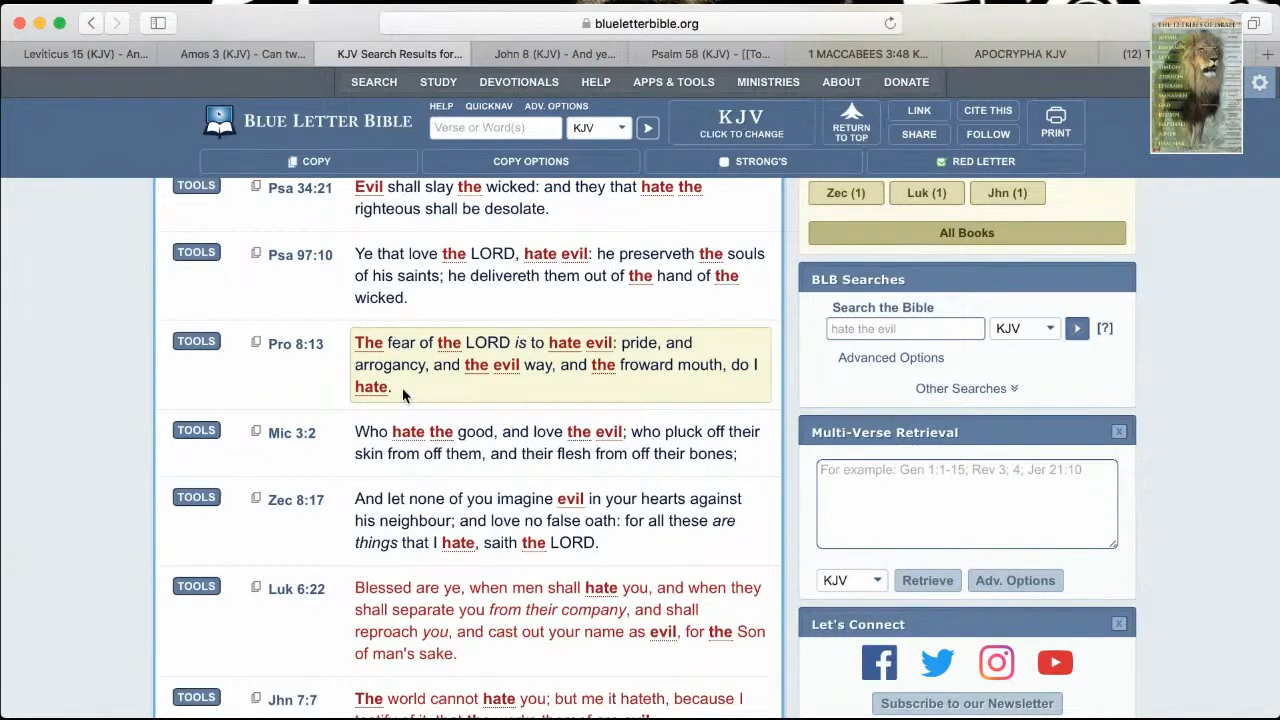 blueletterbible.org
Leviticus 15 (KJV) - An...
Amos 3 (KJV) - Can tw...
KJV Search Results for...
John (KJV) - And ye...
Psalm 58 (KJV) - [[To...
1 MACCABEES 3:48 K...
APOCRYPHA KJV
(12) T
THE 12 TRIBES OF ISRAEL
SEARCH STUDY DEVOTIONALS HELP APPS & TOOLS MINISTRIES ABOUT DONATE
BLUE LETTER BIBLE
HELP QUICKNAV ADV. OPTIONS
Verse or Word(s) KJV
KJV
CLICK TO CHANGE
RETURN
TO TOP
LINK CITE THIS
SHARE FOLLOW
PRINT
COPY COPY OPTIONS STRONG'S RED LETTER
TOOLS Psa 34:21 Evil shall slay the wicked: and they that hate the
righteous shall be desolate.
TOOLS Psa 97:10 Ye that love the LORD, hate evil: he preserveth the souls
of his saints; he delivereth them out of the hand of the
wicked.
TOOLS Pro 8:13 The fear of the LORD is to hate evil: pride, and
arrogancy, and the evil way, and the froward mouth, do I
hate.
TOOLS Mic 3:2 Who hate the good, and love the evil; who pluck off their
skin from off them, and their flesh from off their bones;
TOOLS Zec 8:17 And let none of you imagine evil in your hearts against
his neighbour; and love no false oath: for all these are
things that I hate, saith the LORD.
TOOLS Luk 6:22 Blessed are ye, when men shall hate you, and when they
shall separate you from their company, and shall
reproach you, and cast out your name as evil, for the Son
of man's sake.
TOOLS Jhn 7:7 The world cannot hate you; but me it hateth, because I
testify of it, that the works thereof are evil.
Zec (1) Luk (1) Jhn (1)
All Books
BLB Searches
Search the Bible
hate the evil KJV [?]
Advanced Options
Other Searches
Multi-Verse Retrieval X
For example: Gen 1:1-15; Rev 3; 4; Jer 21:10
KJV Retrieve Adv. Options
Let's Connect X
Subscribe to our Newsletter